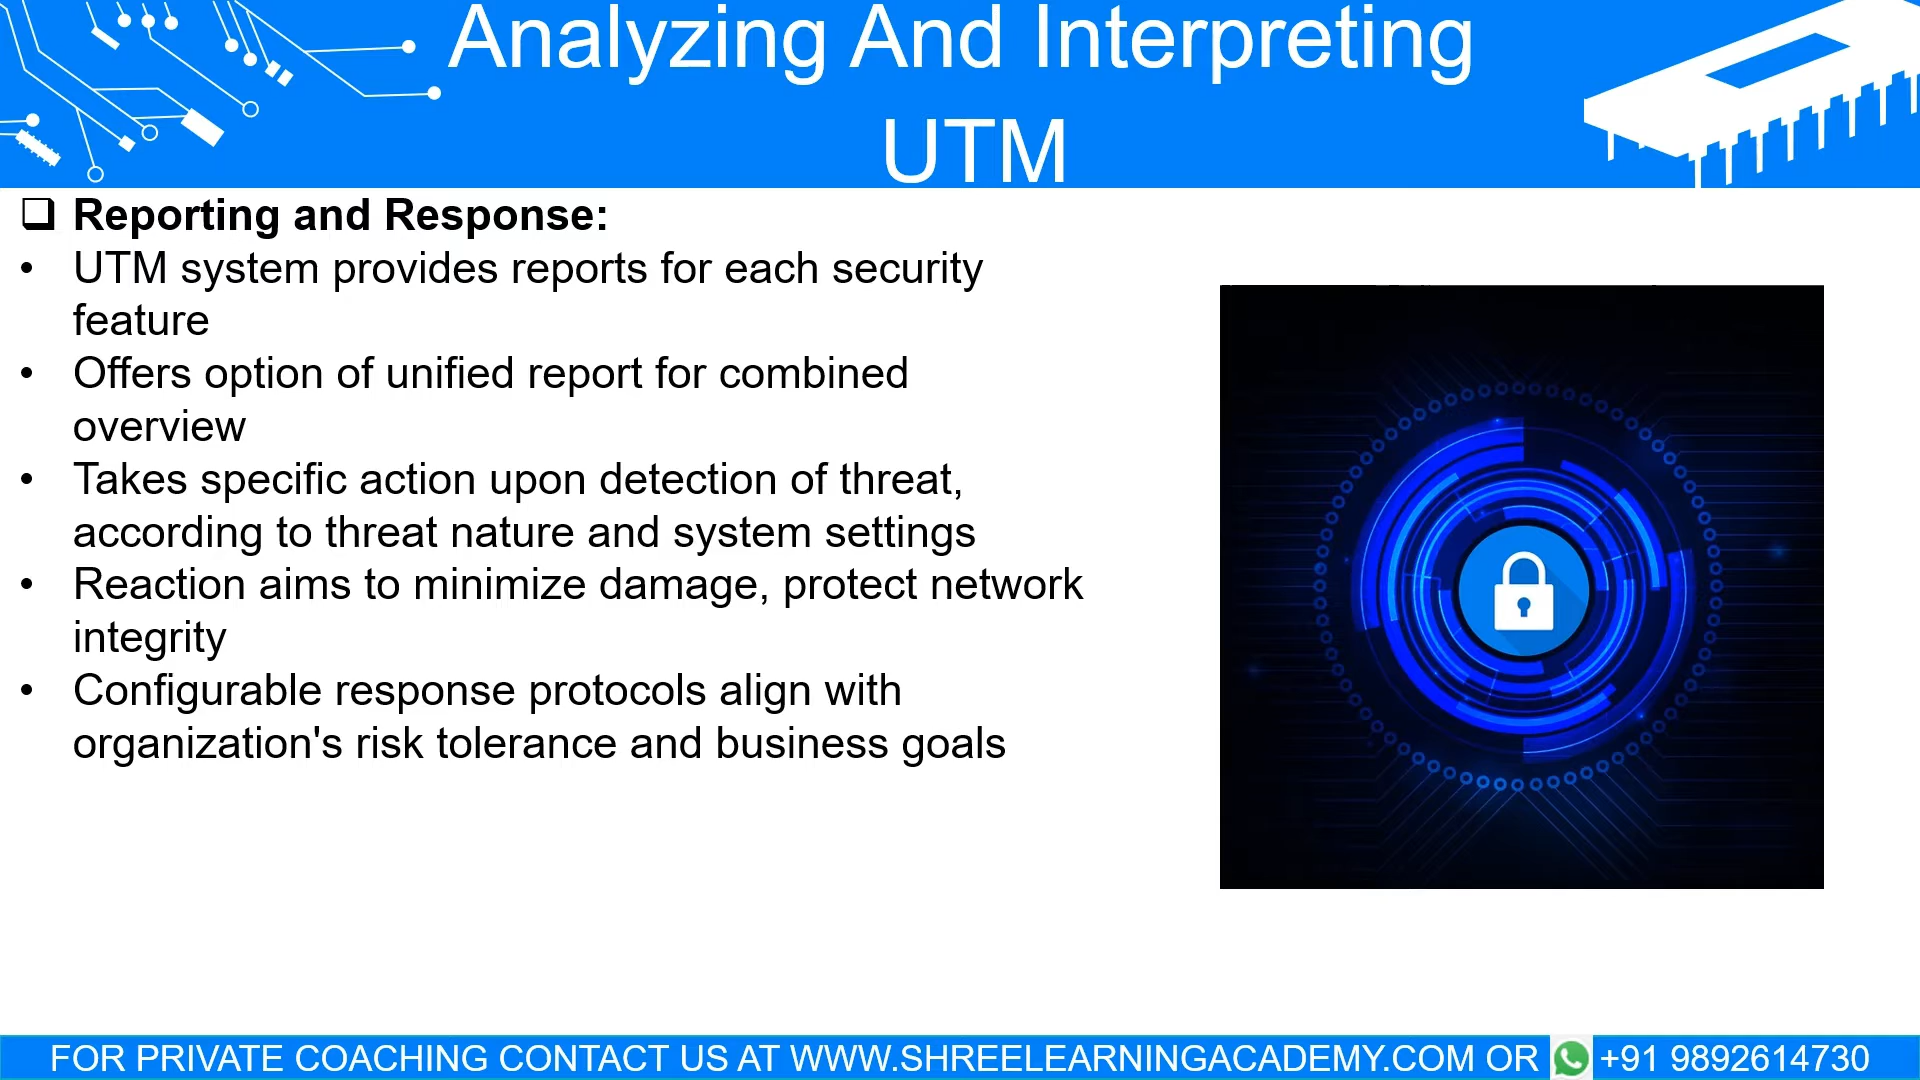 Analyzing And Interpreting
UTM
❑ Reporting and Response:
• UTM system provides reports for each security
feature
• Offers option of unified report for combined
overview
• Takes specific action upon detection of threat,
according to threat nature and system settings
• Reaction aims to minimize damage, protect network
integrity
• Configurable response protocols align with
organization's risk tolerance and business goals
FOR PRIVATE COACHING CONTACT US AT WWW.SHREELEARNINGACADEMY.COM OR +91 9892614730